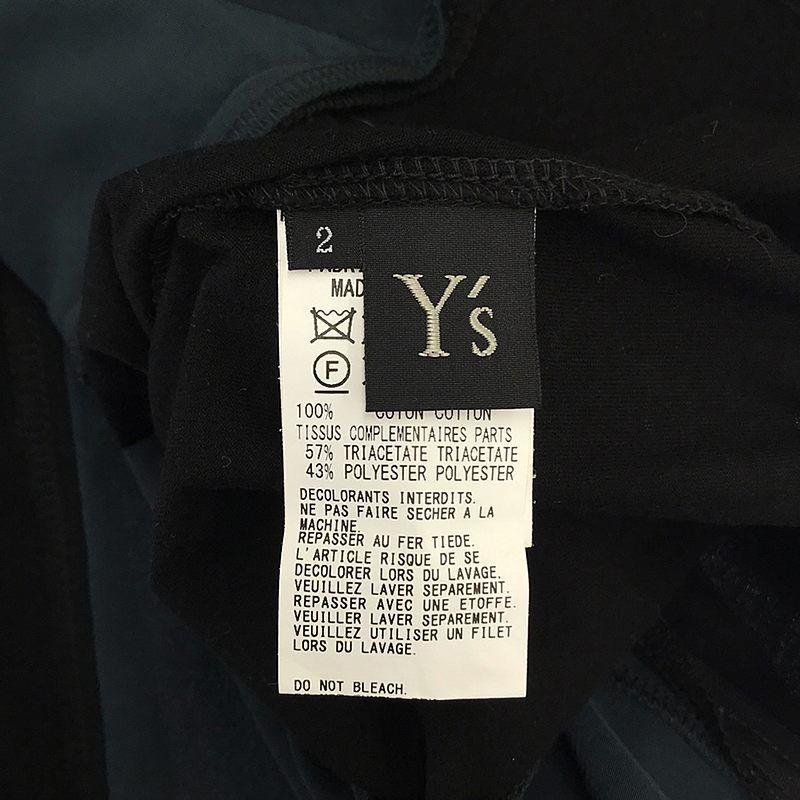 2
Y's
MAD
F
100% COTON COTTON
TISSUS COMPLEMENTAIRES PARTS
57% TRIACETATE TRIACETATE
43% POLYESTER POLYESTER
DECOLORANTS INTERDITS.
NE PAS FAIRE SECHER A LA
MACHINE.
REPASSER AU FER TIEDE.
L'ARTICLE RISQUE DE SE
DECOLORER LORS DU LAVAGE.
VEUILLEZ LAVER SEPAREMENT.
REPASSER AVEC UNE ETOFFE.
VEUILLER LAVER SEPAREMENT.
VEUILLEZ UTILISER UN FILET
LORS DU LAVAGE.
DO NOT BLEACH.